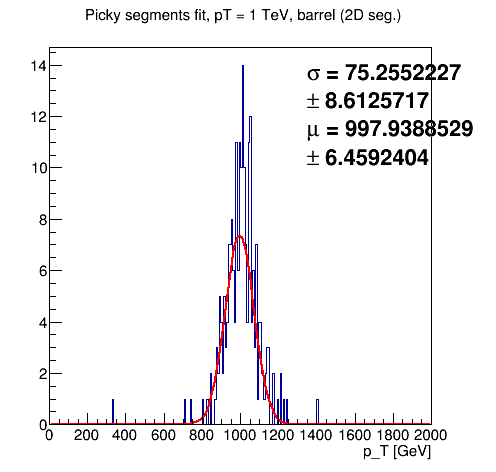 Picky segments fit, pT = 1 TeV, barrel (2D seg.)
σ = 75.2552227
± 8.6125717
μ = 997.9388529
± 6.4592404
14
12
10
8
6
4
2
0
0 200 400 600 800 1000 1200 1400 1600 1800 2000
p_T [GeV]